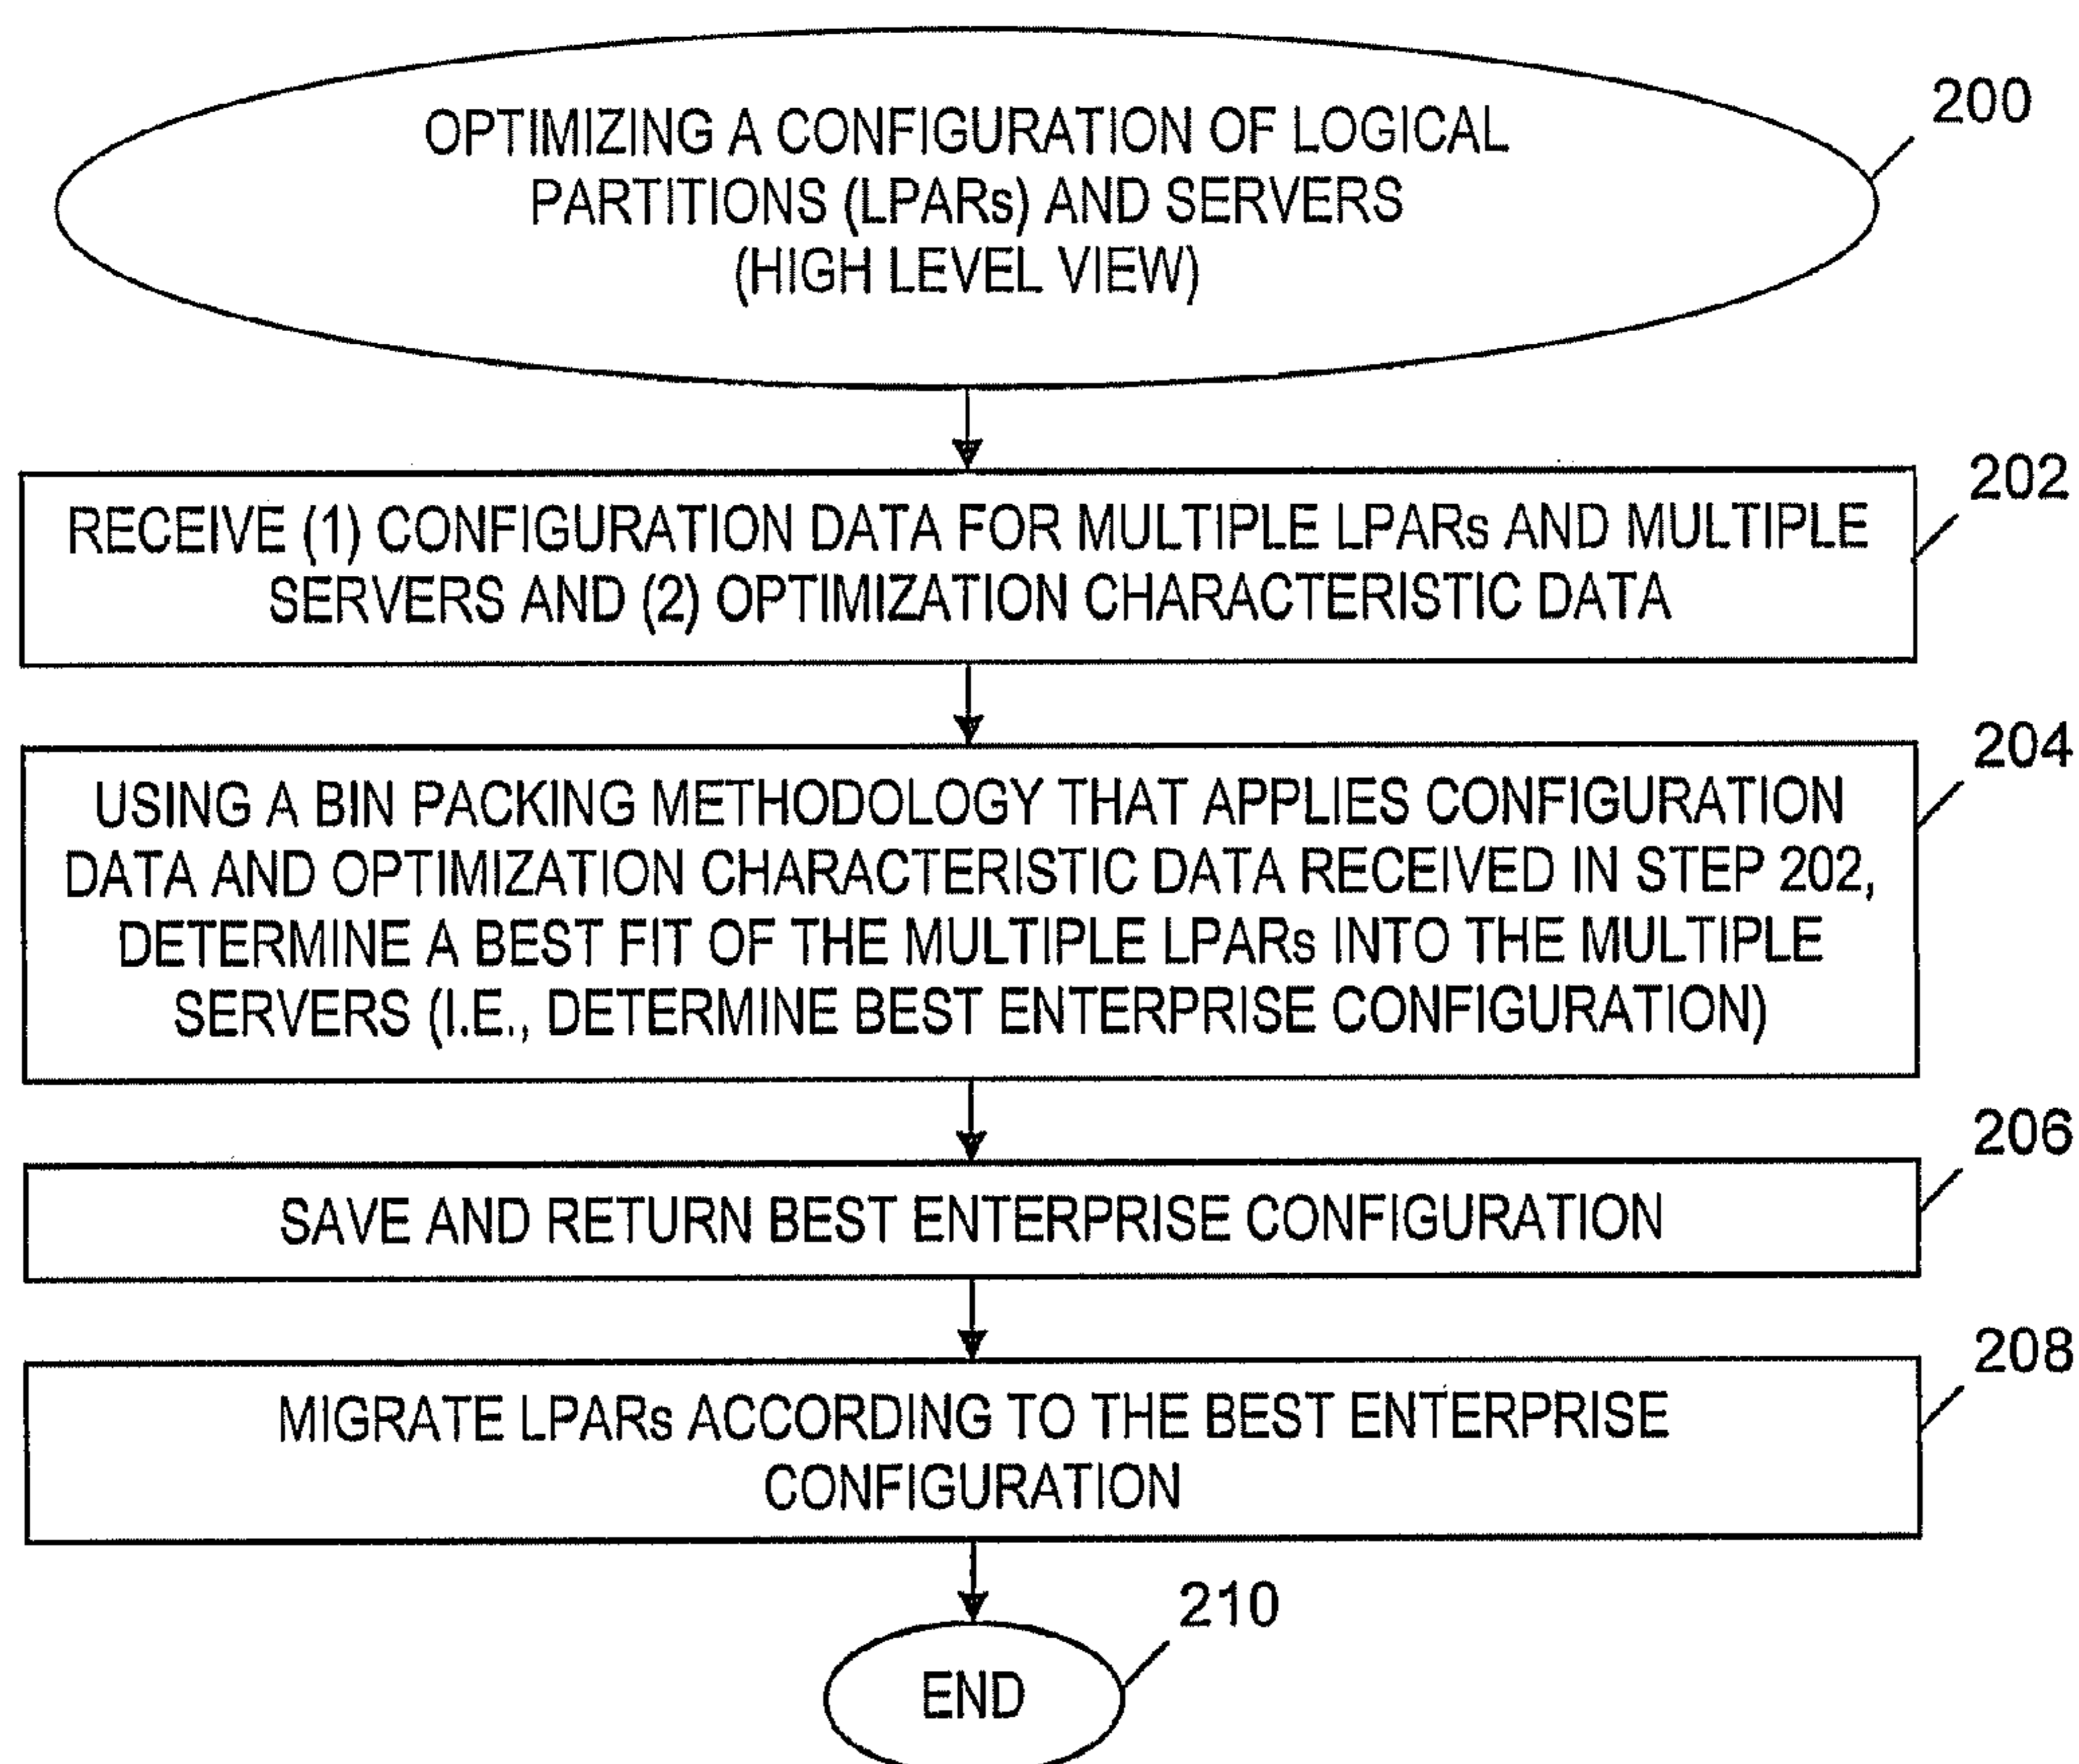 OPTIMIZING A CONFIGURATION OF LOGICAL
PARTITIONS (LPARs) AND SERVERS
(HIGH LEVEL VIEW)
200
RECEIVE (1) CONFIGURATION DATA FOR MULTIPLE LPARs AND MULTIPLE
SERVERS AND (2) OPTIMIZATION CHARACTERISTIC DATA
202
USING A BIN PACKING METHODOLOGY THAT APPLIES CONFIGURATION
DATA AND OPTIMIZATION CHARACTERISTIC DATA RECEIVED IN STEP 202,
DETERMINE A BEST FIT OF THE MULTIPLE LPARs INTO THE MULTIPLE
SERVERS (I.E., DETERMINE BEST ENTERPRISE CONFIGURATION)
204
SAVE AND RETURN BEST ENTERPRISE CONFIGURATION
206
MIGRATE LPARs ACCORDING TO THE BEST ENTERPRISE
CONFIGURATION
208
END
210